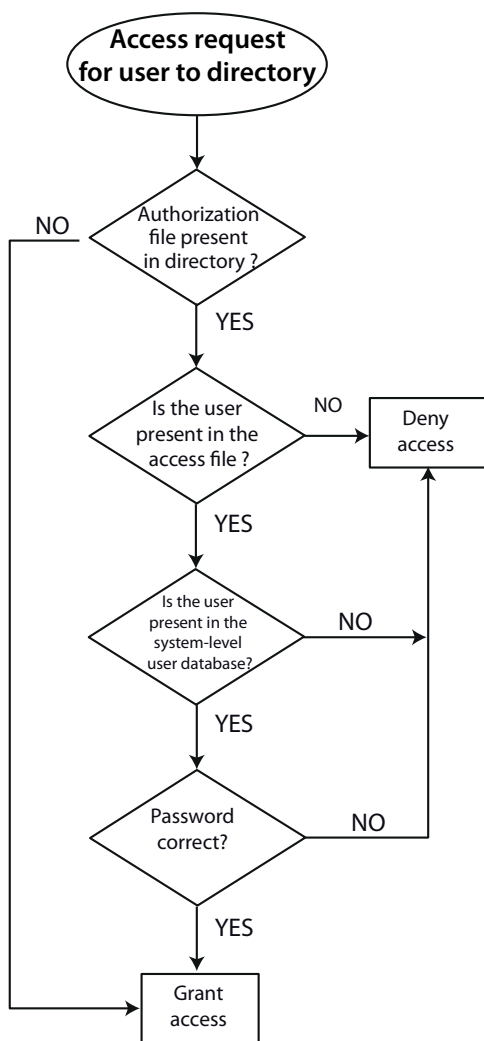 Access request
for user to directory
NO
Authorization
file present
in directory ?
YES
Is the user
present in the
access file ?
NO
Deny
access
YES
Is the user
present in the
system-level
user database?
NO
YES
Password
correct?
NO
YES
Grant
access